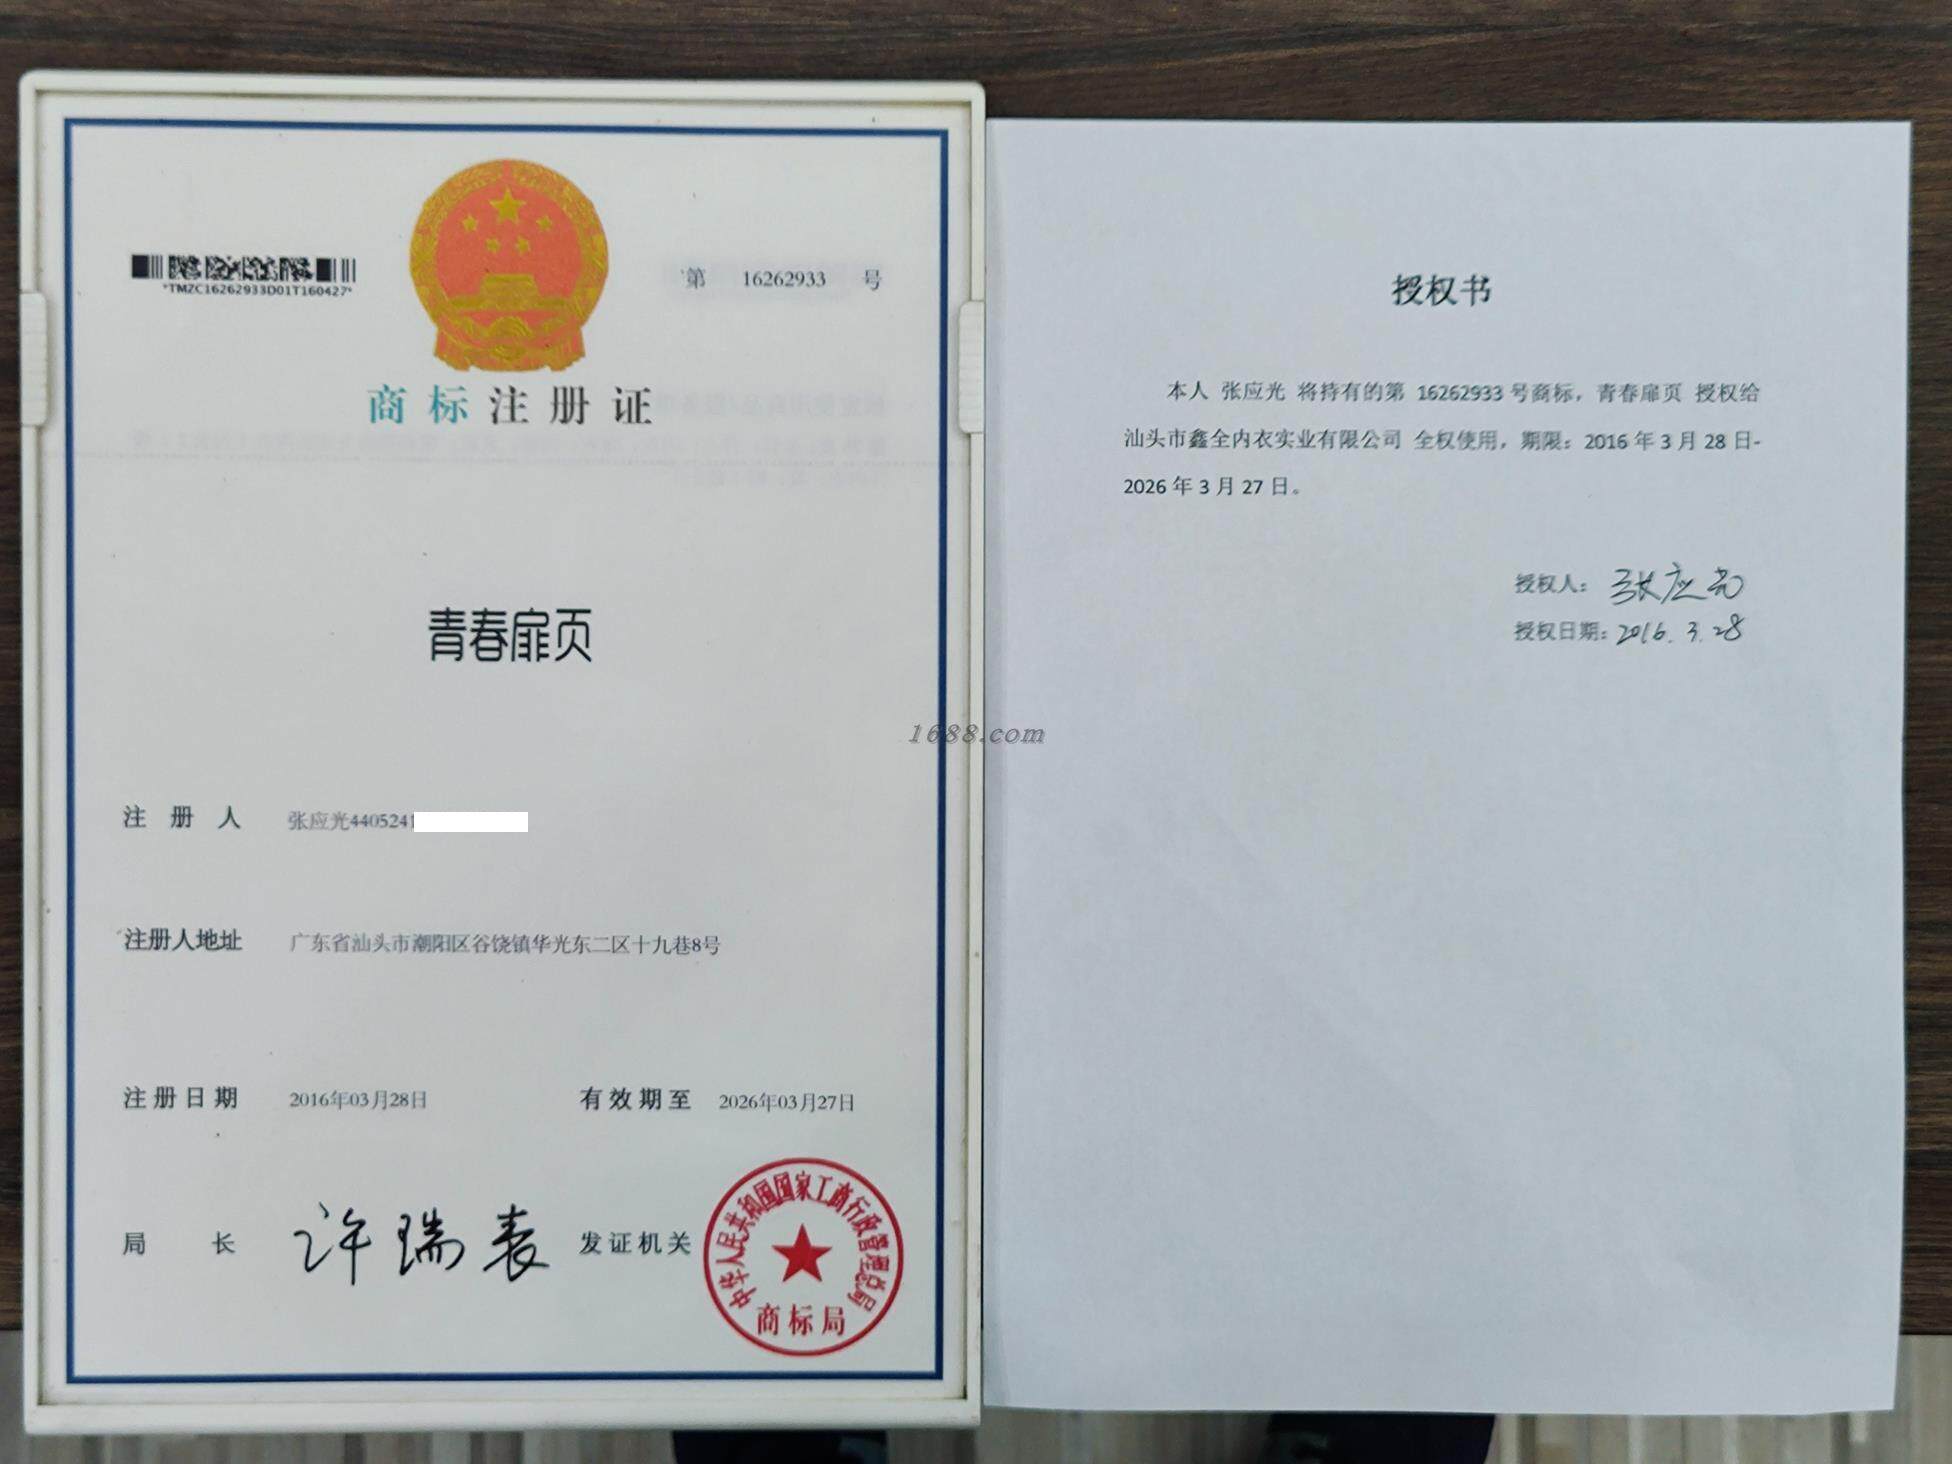 *TMZC16262933D01T160427*
第 16262933 号
商标注册证
青春扉页
注册人 张应光4405241
注册人地址 广东省汕头市潮阳区谷饶镇华光东二区十九巷8号
注册日期 2016年03月28日 有效期至 2026年03月27日
局长 许瑞表 发证机关
中华人民共和国国家工商行政管理总局
商标局
授权书
本人 张应光 将持有的第 16262933 号商标，青春扉页 授权给
汕头市鑫全内衣实业有限公司 全权使用，期限：2016 年 3 月 28 日-
2026 年 3 月 27 日。
授权人：张应光
授权日期：2016.3.28
1688.com